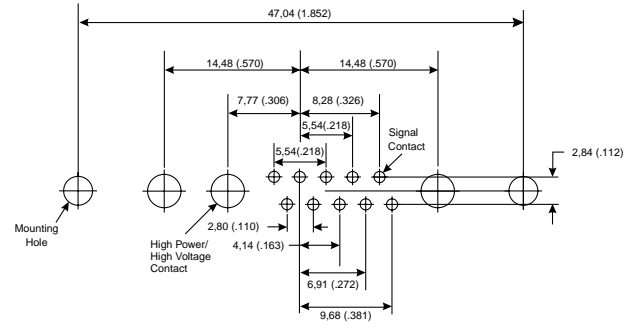 47,04 (1.852)
14,48 (.570)
14,48 (.570)
7,77 (.306)
8,28 (.326)
5,54(.218)
5,54(.218)
Signal
Contact
2,84 (.112)
Mounting
Hole
High Power/
High Voltage
Contact
2,80 (.110)
4,14 (.163)
6,91 (.272)
9,68 (.381)